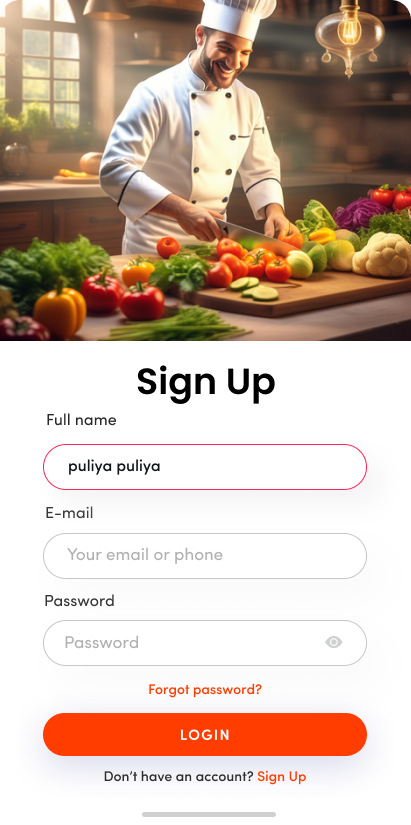 Sign Up
Full name
puliya puliya
E-mail
Your email or phone
Password
Password
Forgot password?
LOGIN
Don’t have an account? Sign Up